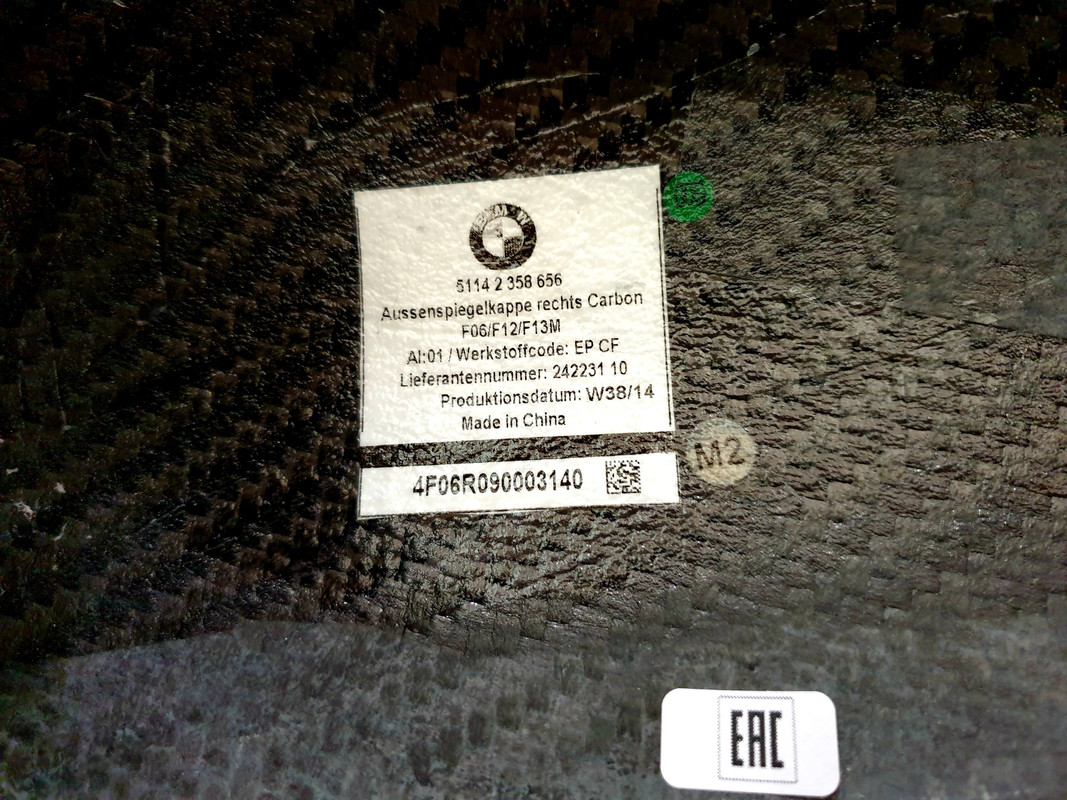 BMW
5114 2 358 656
Aussenspiegelkappe rechts Carbon
F06/F12/F13M
AI:01 / Werkstoffcode: EP CF
Lieferantennummer: 242231 10
Produktionsdatum: W38/14
Made in China
4F06R090003140
M2
EAC